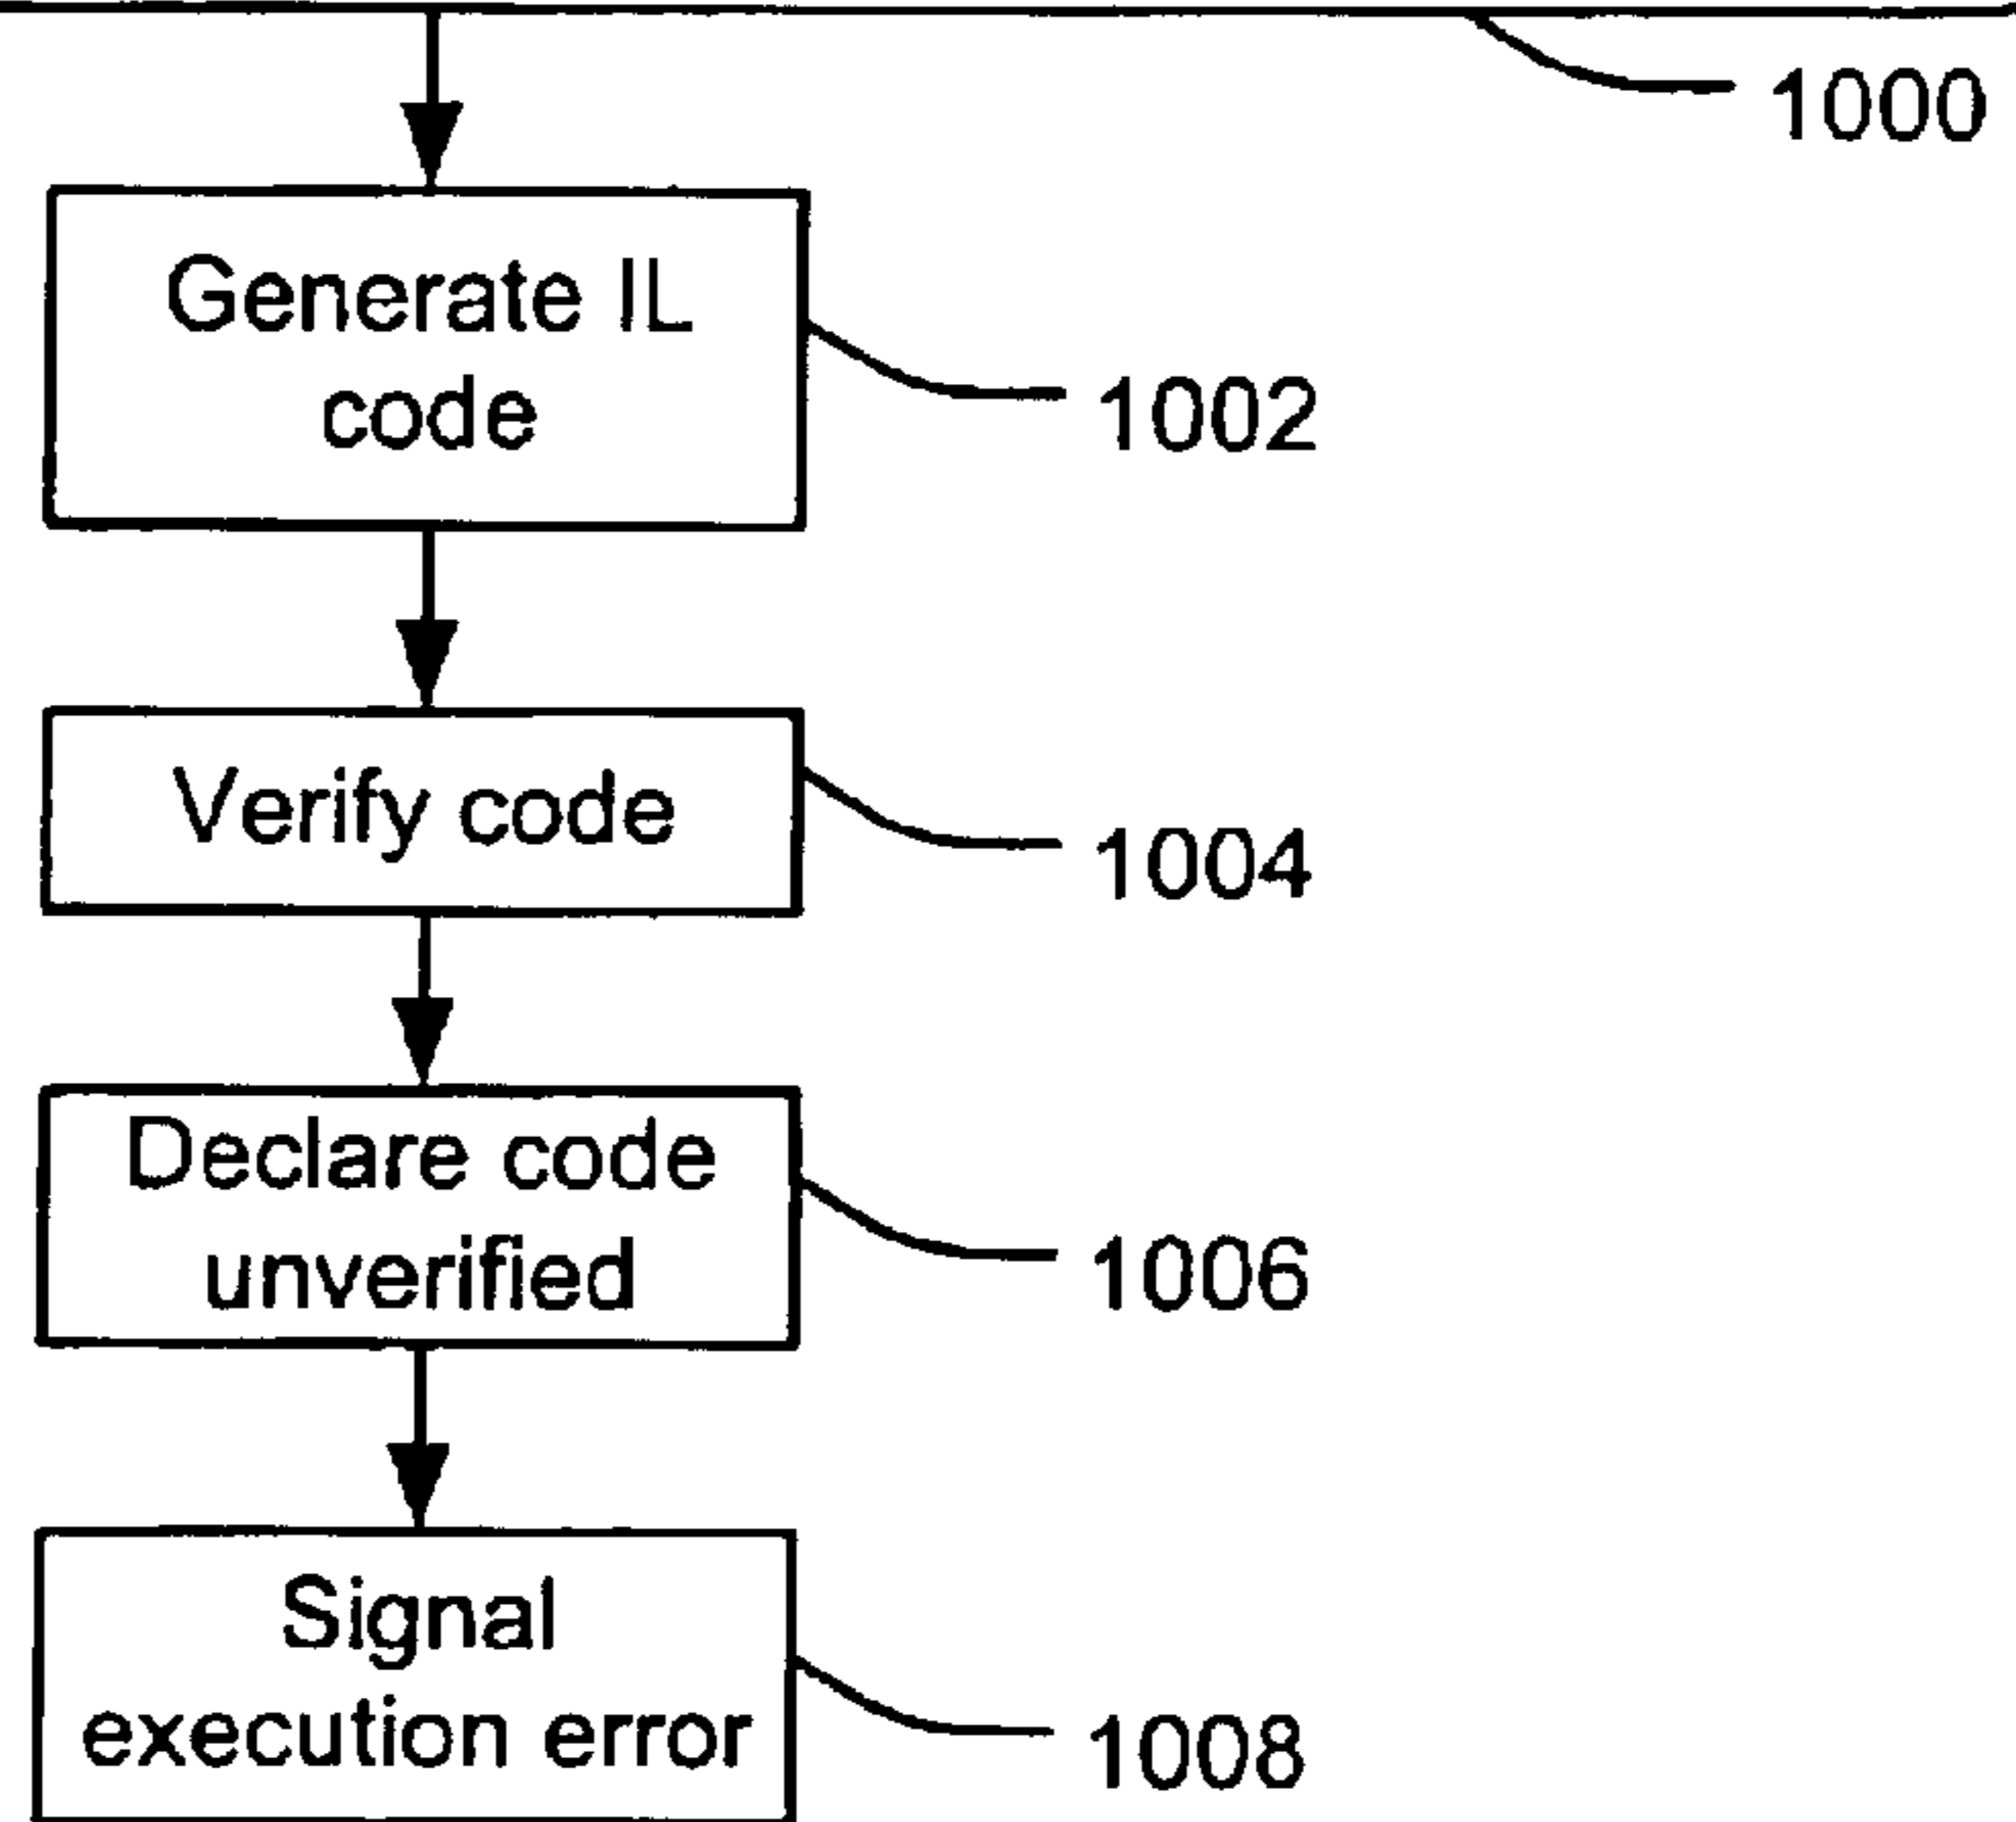 1000
Generate IL
code
1002
Verify code
1004
Declare code
unverified
1006
Signal
execution error
1008